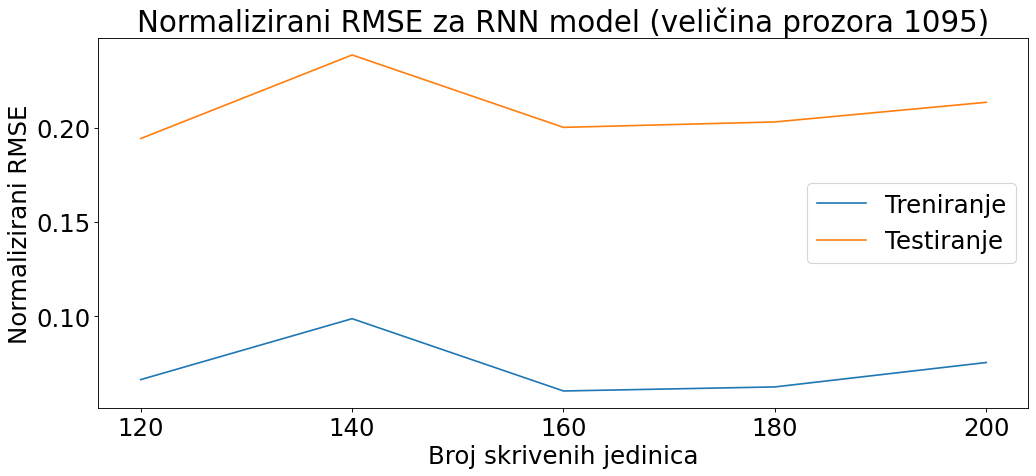 Normalizirani RMSE za RNN model (veličina prozora 1095)
Normalizirani RMSE
0.20
0.15
0.10
Treniranje
Testiranje
120 140 160 180 200
Broj skrivenih jedinica